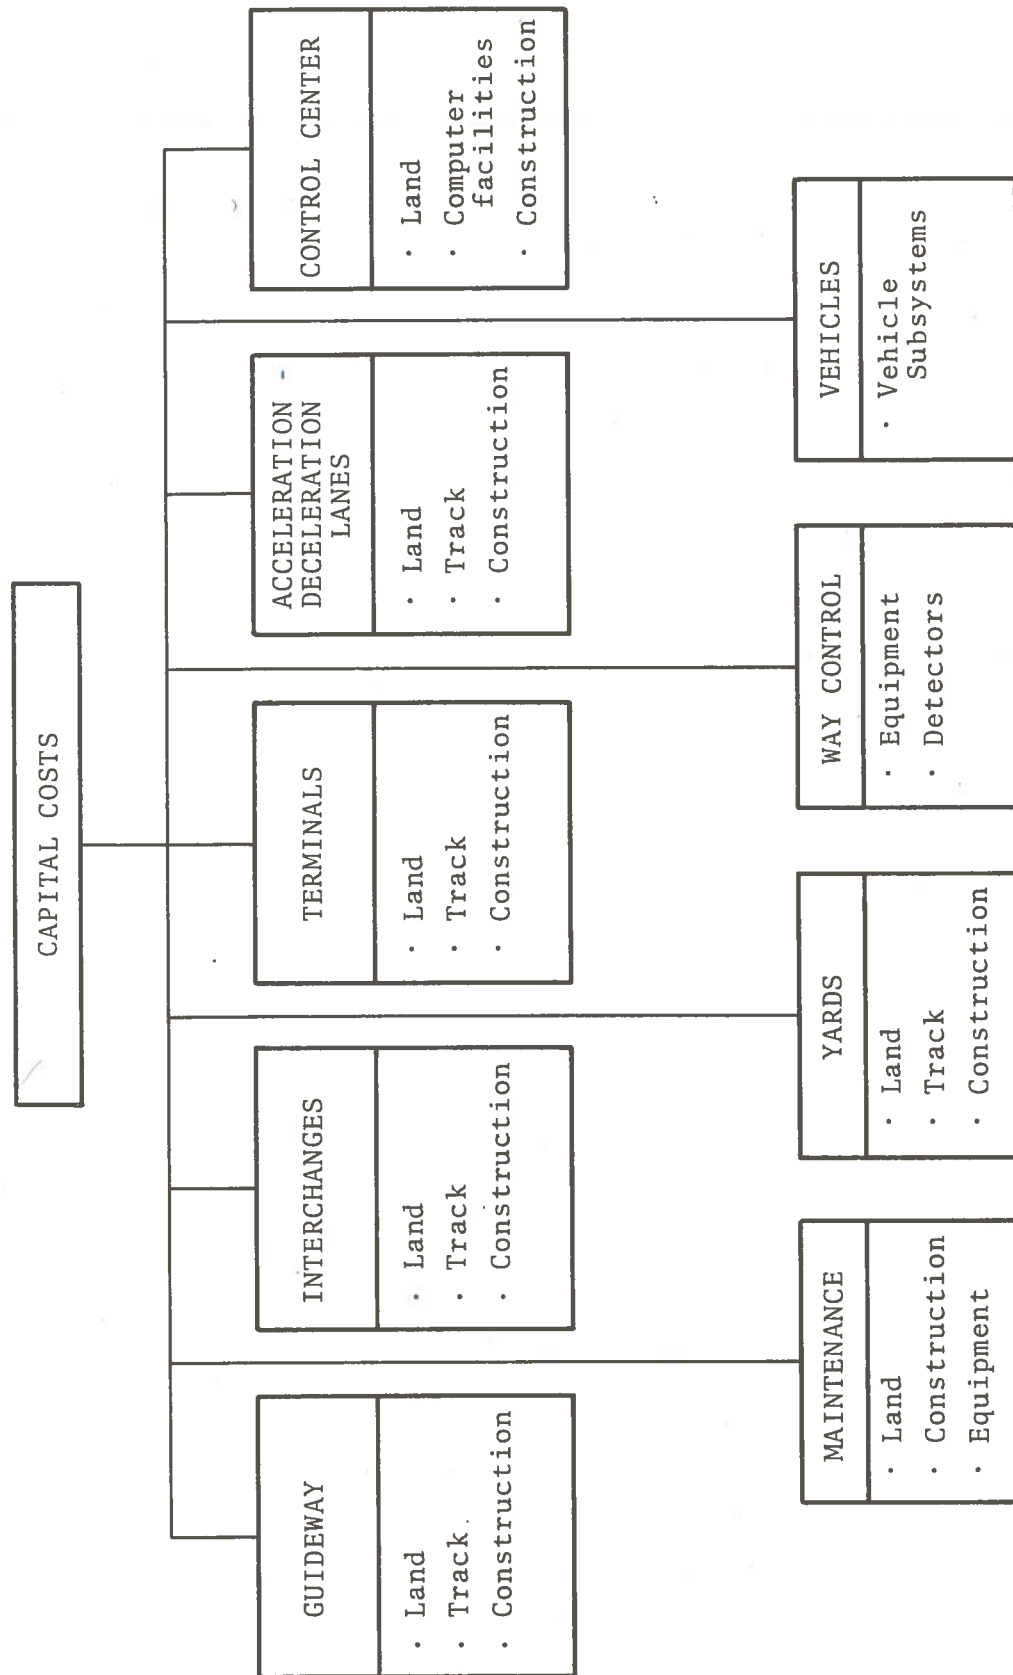 CAPITAL COSTS
GUIDEWAY
· Land
· Track.
· Construction
INTERCHANGES
· Land
· Track
· Construction
TERMINALS
· Land
· Track
· Construction
ACCELERATION -
DECELERATION
LANES
· Land
· Track
· Construction
CONTROL CENTER
· Land
· Computer
facilities
· Construction
MAINTENANCE
· Land
· Construction
· Equipment
YARDS
· Land
· Track
· Construction
WAY CONTROL
· Equipment
· Detectors
VEHICLES
· Vehicle
Subsystems